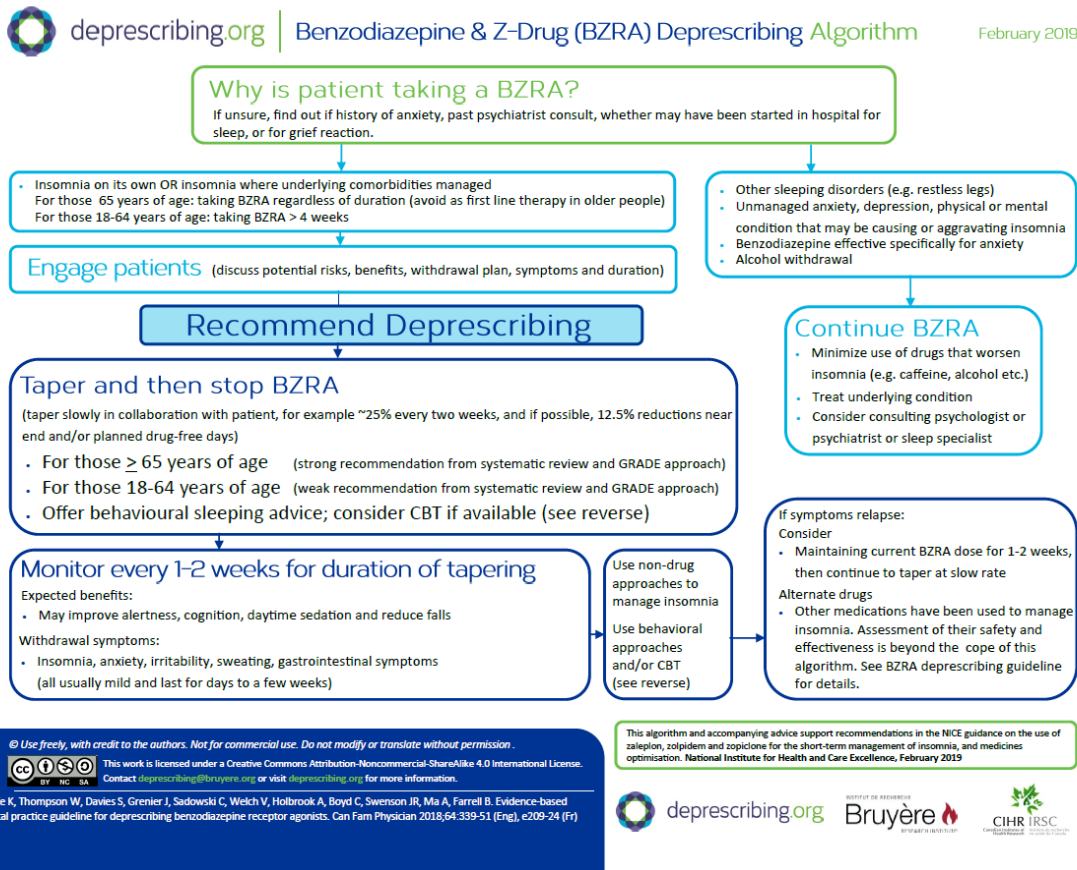 deprescribing.org
Benzodiazepine & Z-Drug (BZRA) Deprescribing Algorithm
February 2019
Why is patient taking a BZRA?
If unsure, find out if history of anxiety, past psychiatrist consult, whether may have been started in hospital for
sleep, or for grief reaction.
• Insomnia on its own OR insomnia where underlying comorbidities managed
For those 65 years of age: taking BZRA regardless of duration (avoid as first line therapy in older people)
For those 18-64 years of age: taking BZRA > 4 weeks
Engage patients (discuss potential risks, benefits, withdrawal plan, symptoms and duration)
• Other sleeping disorders (e.g. restless legs)
• Unmanaged anxiety, depression, physical or mental
condition that may be causing or aggravating insomnia
• Benzodiazepine effective specifically for anxiety
• Alcohol withdrawal
Recommend Deprescribing
Continue BZRA
• Minimize use of drugs that worsen
insomnia (e.g. caffeine, alcohol etc.)
• Treat underlying condition
• Consider consulting psychologist or
psychiatrist or sleep specialist
Taper and then stop BZRA
(taper slowly in collaboration with patient, for example ~25% every two weeks, and if possible, 12.5% reductions near
end and/or planned drug-free days)
• For those ≥ 65 years of age (strong recommendation from systematic review and GRADE approach)
• For those 18-64 years of age (weak recommendation from systematic review and GRADE approach)
• Offer behavioural sleeping advice; consider CBT if available (see reverse)
Monitor every 1-2 weeks for duration of tapering
Expected benefits:
• May improve alertness, cognition, daytime sedation and reduce falls
Withdrawal symptoms:
• Insomnia, anxiety, irritability, sweating, gastrointestinal symptoms
(all usually mild and last for days to a few weeks)
Use non-drug
approaches to
manage insomnia
Use behavioral
approaches
and/or CBT
(see reverse)
If symptoms relapse:
Consider
• Maintaining current BZRA dose for 1-2 weeks,
then continue to taper at slow rate
Alternate drugs
• Other medications have been used to manage
insomnia. Assessment of their safety and
effectiveness is beyond the cope of this
algorithm. See BZRA deprescribing guideline
for details.
© Use freely, with credit to the authors. Not for commercial use. Do not modify or translate without permission .
cc BY NC SA
This work is licensed under a Creative Commons Attribution-Noncommercial-ShareAlike 4.0 International License.
Contact deprescribing@bruyere.org or visit deprescribing.org for more information.
e K, Thompson W, Davies S, Grenier J, Sadowski C, Welch V, Holbrook A, Boyd C, Swenson JR, Ma A, Farrell B. Evidence-based
al practice guideline for deprescribing benzodiazepine receptor agonists. Can Fam Physician 2018;64:339-51 (Eng), e209-24 (Fr)
This algorithm and accompanying advice support recommendations in the NICE guidance on the use of
zaleplon, zolpidem and zopiclone for the short-term management of insomnia, and medicines
optimisation. National Institute for Health and Care Excellence, February 2019
deprescribing.org
INSTITUT DE RECHERCHE
Bruyère
RESEARCH INSTITUTE
CIHR IRSC